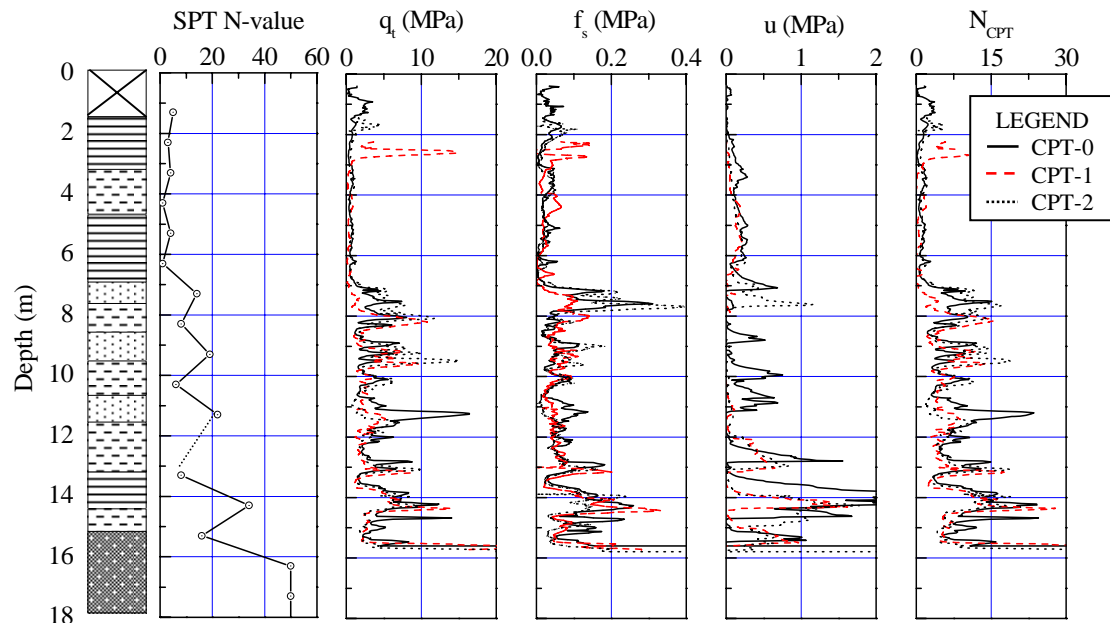 SPT N-value
q_t (MPa)
f_s (MPa)
u (MPa)
N_CPT
0 20 40 60
0 10 20
0.0 0.2 0.4
0 1 2
0 15 30
Depth (m)
0
2
4
6
8
10
12
14
16
18
LEGEND
CPT-0
CPT-1
CPT-2